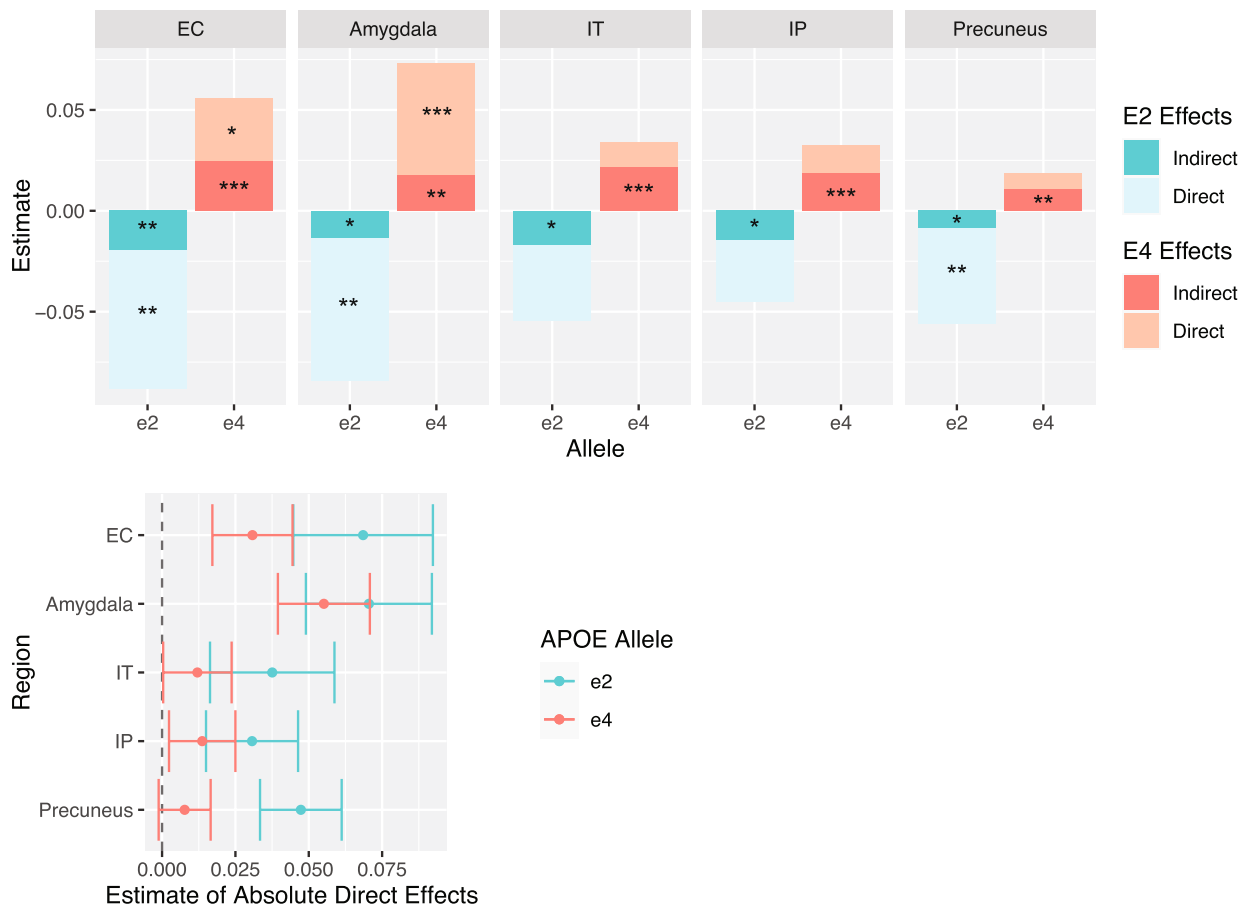 EC Amygdala IT IP Precuneus
0.05
0.00
−0.05
Estimate
* *** *** ** *** *** **
** * * * *
** ** **
e2 e4 e2 e4 e2 e4 e2 e4 e2 e4
Allele
E2 Effects
Indirect
Direct
E4 Effects
Indirect
Direct
EC
Amygdala
IT
IP
Precuneus
Region
0.000 0.025 0.050 0.075
Estimate of Absolute Direct Effects
APOE Allele
e2
e4